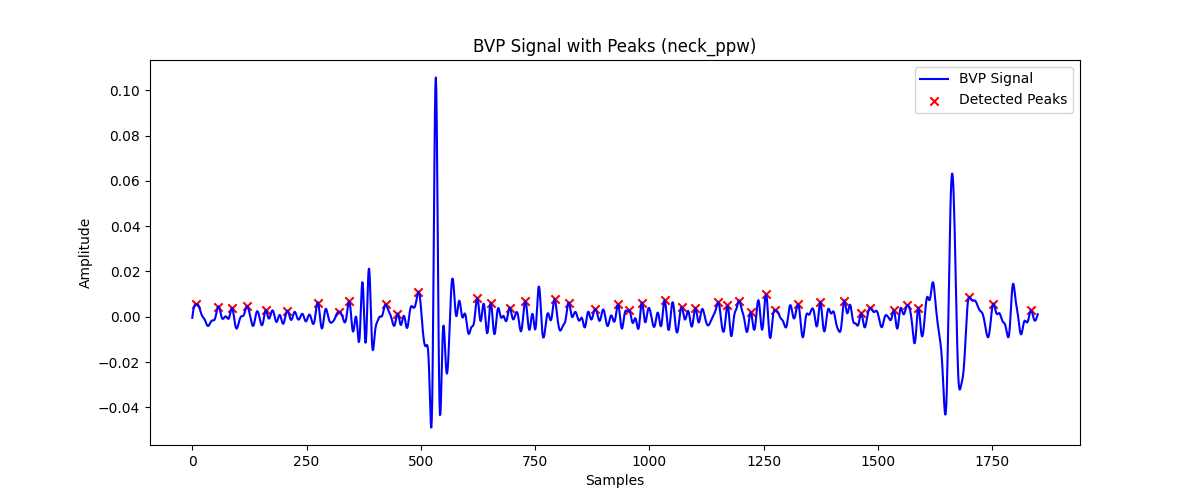 BVP Signal with Peaks (neck_ppw)
BVP Signal
Detected Peaks
Amplitude
0.10
0.08
0.06
0.04
0.02
0.00
−0.02
−0.04
0 250 500 750 1000 1250 1500 1750
Samples